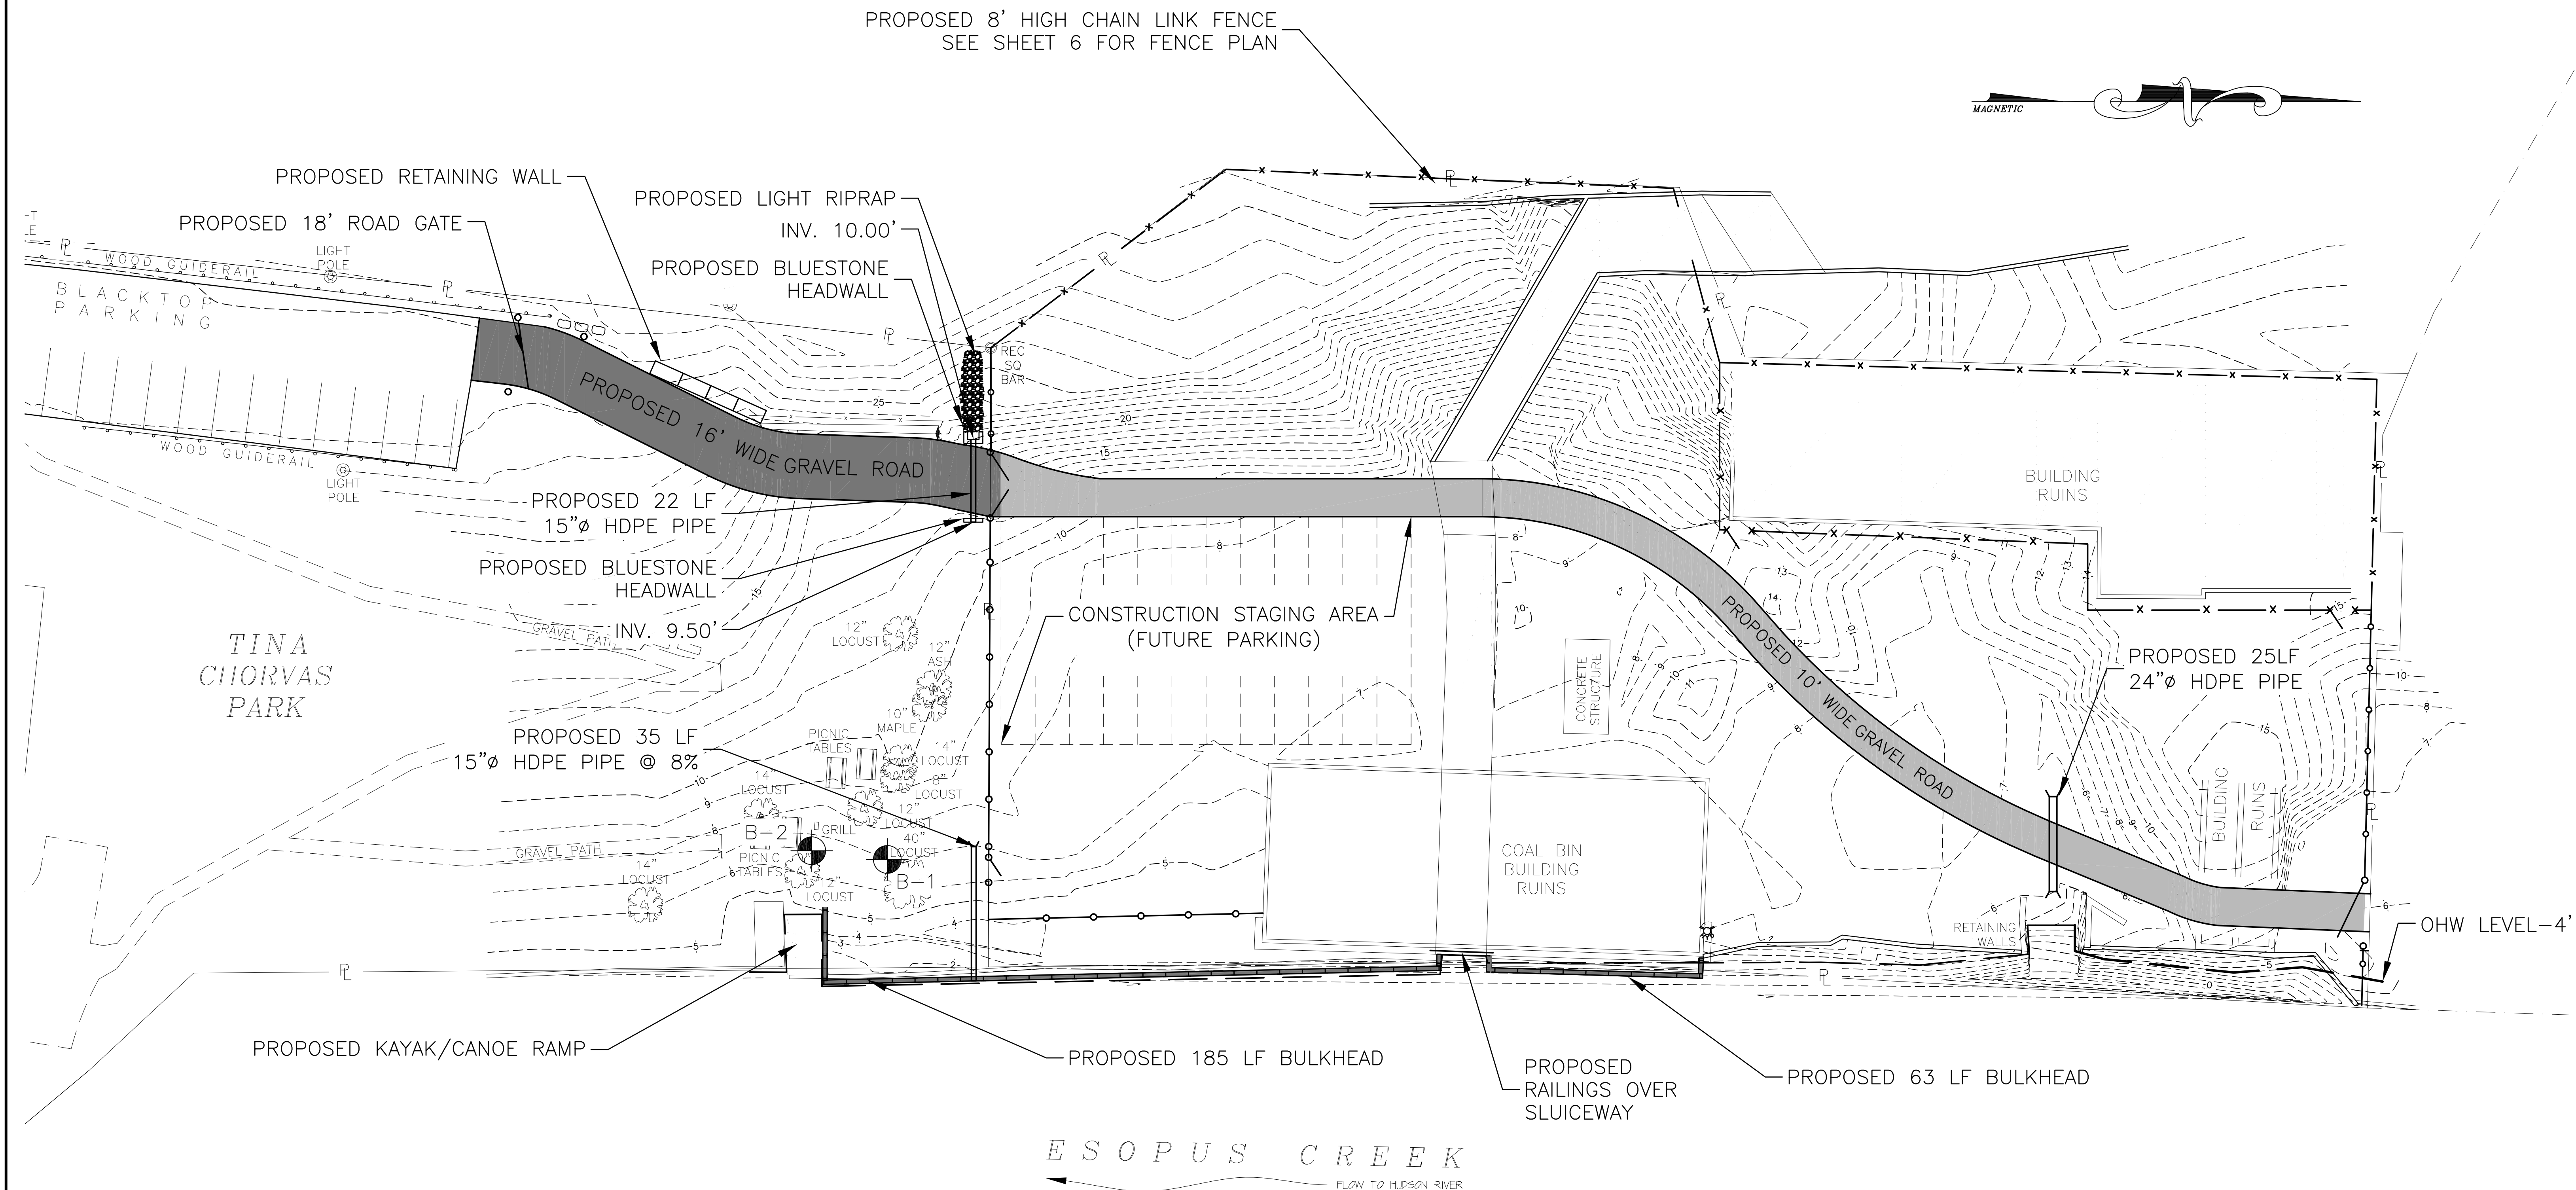 PROPOSED 8' HIGH CHAIN LINK FENCE
SEE SHEET 6 FOR FENCE PLAN
MAGNETIC
PROPOSED RETAINING WALL
PROPOSED 18' ROAD GATE
PROPOSED LIGHT RIPRAP
INV. 10.00'
PROPOSED BLUESTONE
HEADWALL
WOOD GUIDERAIL
LIGHT
POLE
BLACKTOP
PARKING
REC
SQ
BAR
25
20
15
PROPOSED 16' WIDE GRAVEL ROAD
WOOD GUIDERAIL
LIGHT
POLE
PROPOSED 22 LF
15"ø HDPE PIPE
PROPOSED BLUESTONE
HEADWALL
INV. 9.50'
BUILDING
RUINS
CONSTRUCTION STAGING AREA
(FUTURE PARKING)
PROPOSED 10' WIDE GRAVEL ROAD
CONCRETE
STRUCTURE
PROPOSED 25LF
24"ø HDPE PIPE
TINA
CHORVAS
PARK
GRAVEL PATH
12"
LOCUST
12"
ASH
10"
MAPLE
14"
LOCUST
8"
LOCUST
12"
LOCUST
40"
LOCUST
PICNIC
TABLES
PROPOSED 35 LF
15"ø HDPE PIPE @ 8%
14"
LOCUST
B-2
GRILL
PICNIC
TABLES
12"
LOCUST
B-1
GRAVEL PATH
14"
LOCUST
COAL BIN
BUILDING
RUINS
BUILDING
RUINS
RETAINING
WALLS
OHW LEVEL-4'
PROPOSED KAYAK/CANOE RAMP
PROPOSED 185 LF BULKHEAD
PROPOSED
RAILINGS OVER
SLUICEWAY
PROPOSED 63 LF BULKHEAD
ESOPUS CREEK
FLOW TO HUDSON RIVER